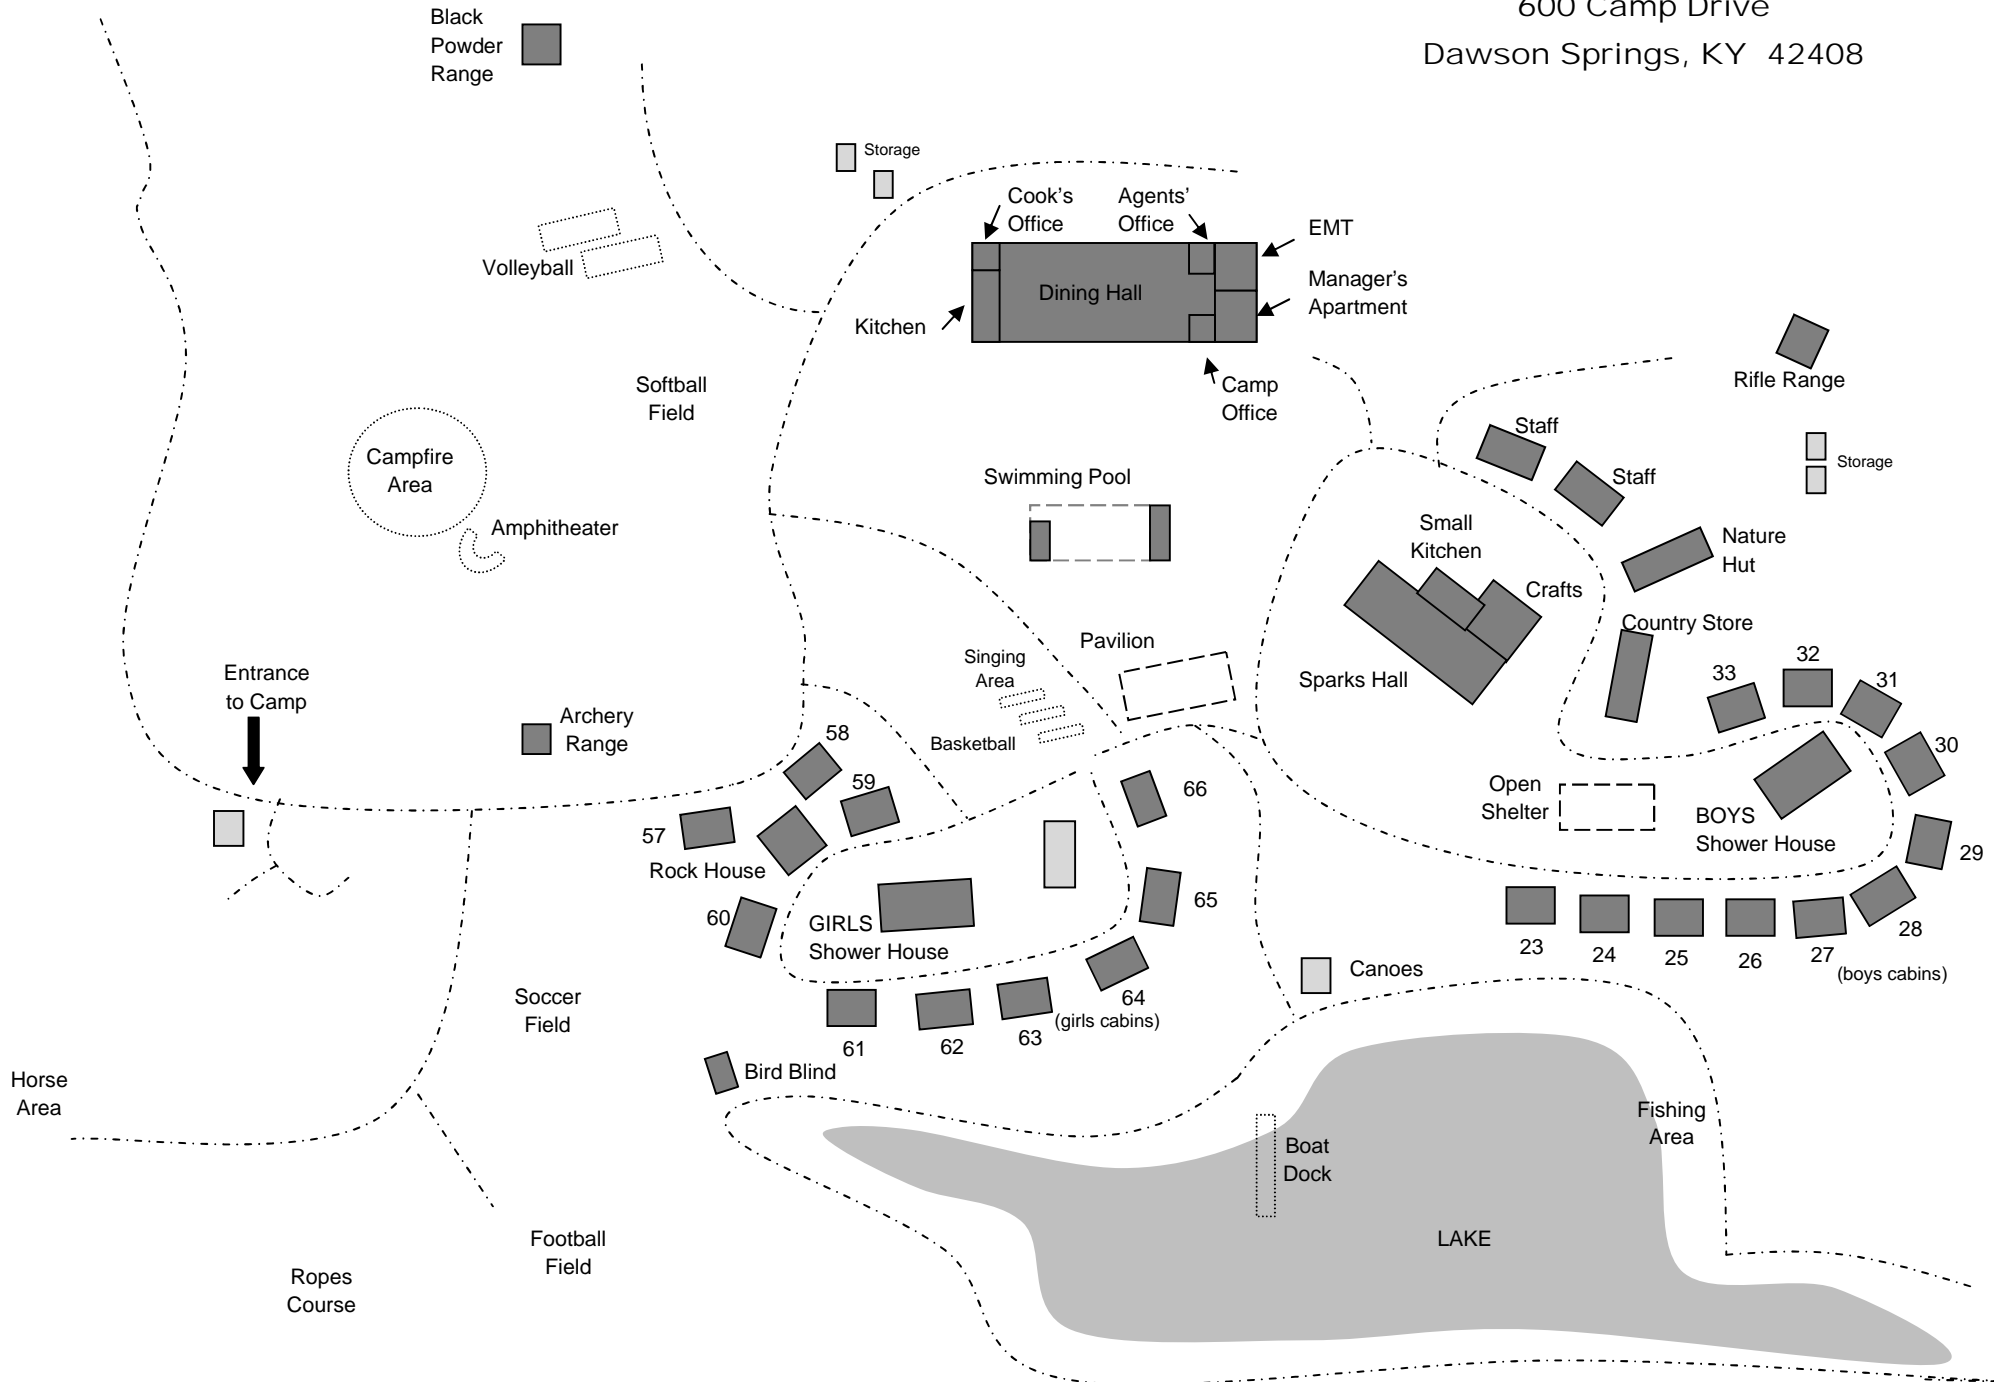 600 Camp Drive
Dawson Springs, KY 42408
Black
Powder
Range
Storage
Cook's
Office
Agents'
Office
EMT
Volleyball
Dining Hall
Manager's
Apartment
Kitchen
Softball
Field
Camp
Office
Rifle Range
Campfire
Area
Amphitheater
Swimming Pool
Staff
Staff
Storage
Small
Kitchen
Nature
Hut
Crafts
Country Store
Pavilion
Singing
Area
Sparks Hall
33
32
31
30
Entrance
to Camp
Archery
Range
Basketball
58
59
57
Rock House
66
Open
Shelter
BOYS
Shower House
29
65
60
GIRLS
Shower House
28
23
24
25
26
27
(boys cabins)
Canoes
64
(girls cabins)
61
62
63
Soccer
Field
Bird Blind
Horse
Area
Fishing
Area
Boat
Dock
LAKE
Football
Field
Ropes
Course